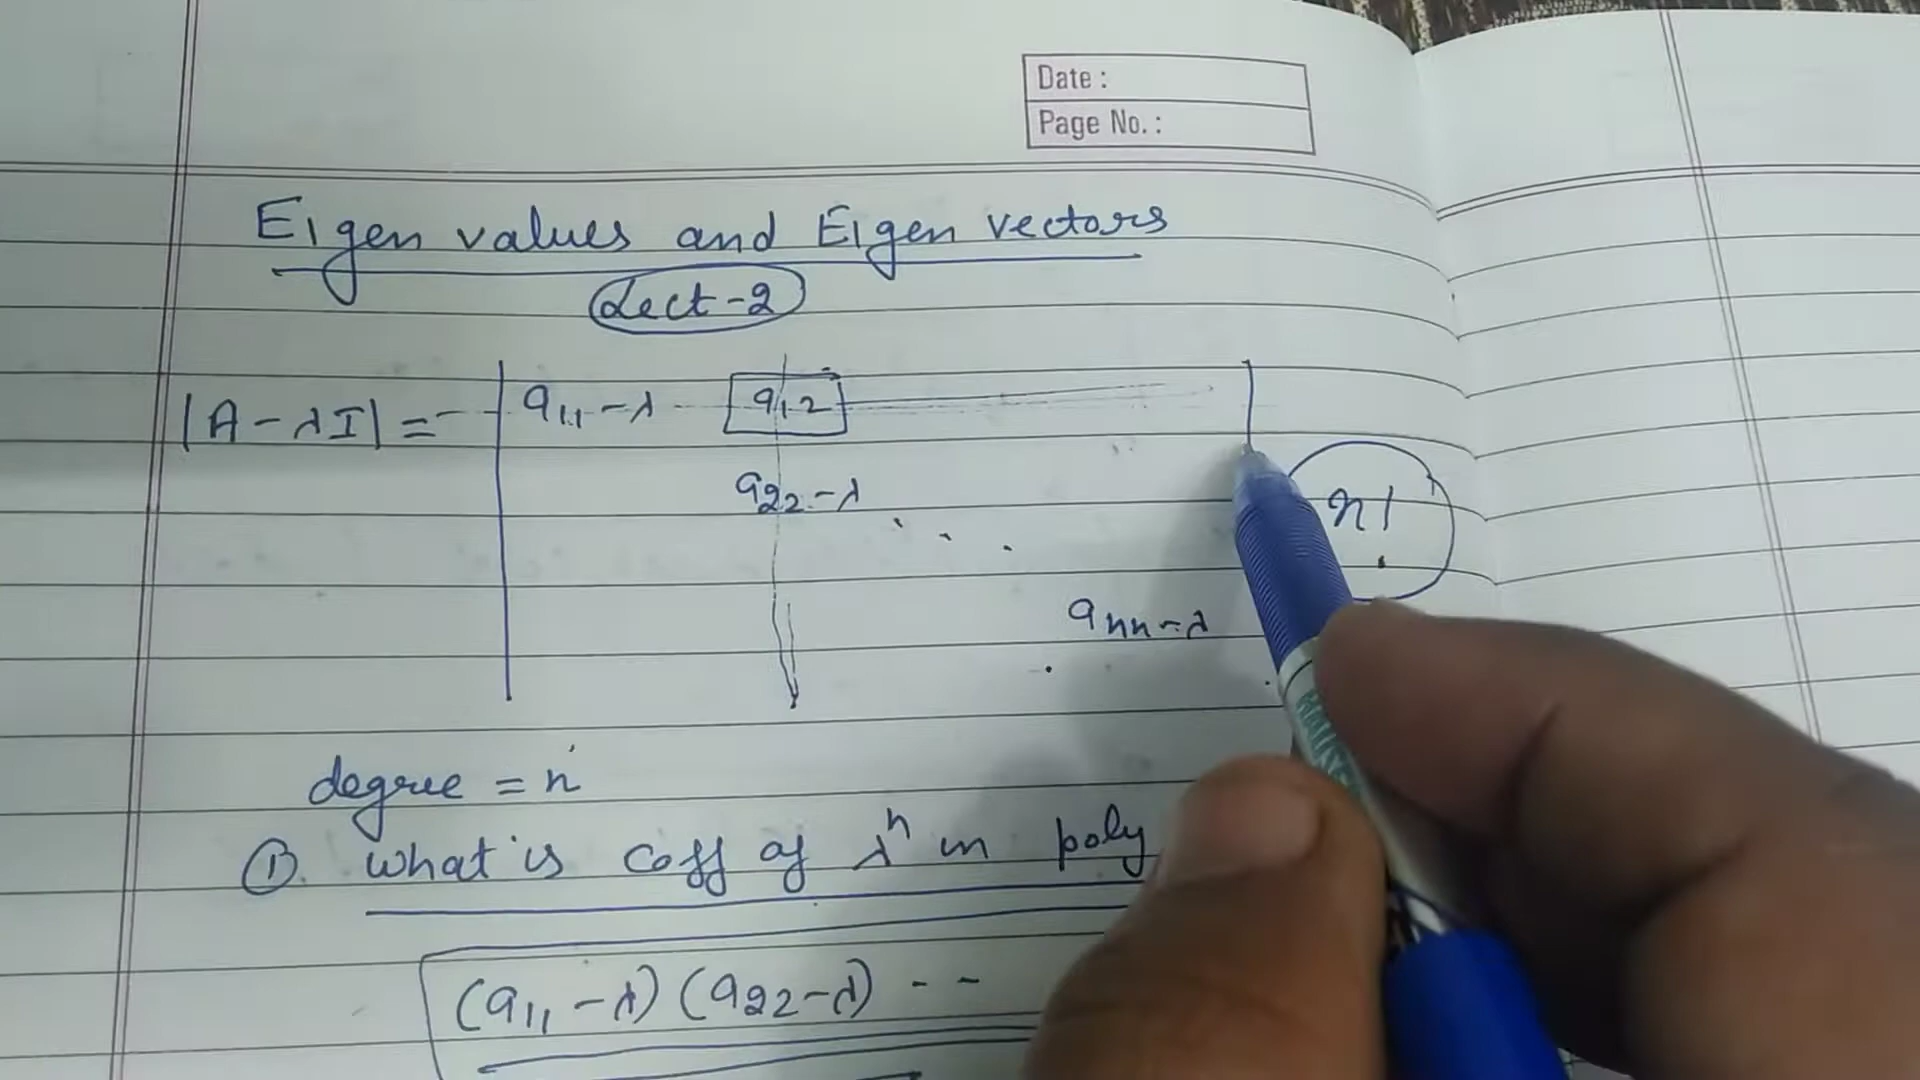 Date :
Page No. :
Eigen values and Eigen vectors
Lect-2
|A - λI| = a₁₁-λ a₁₂
a₂₂-λ
n!
aₙₙ-λ
degree = n
①. what is coff of λⁿ in poly
(a₁₁-λ) (a₂₂-λ) - -